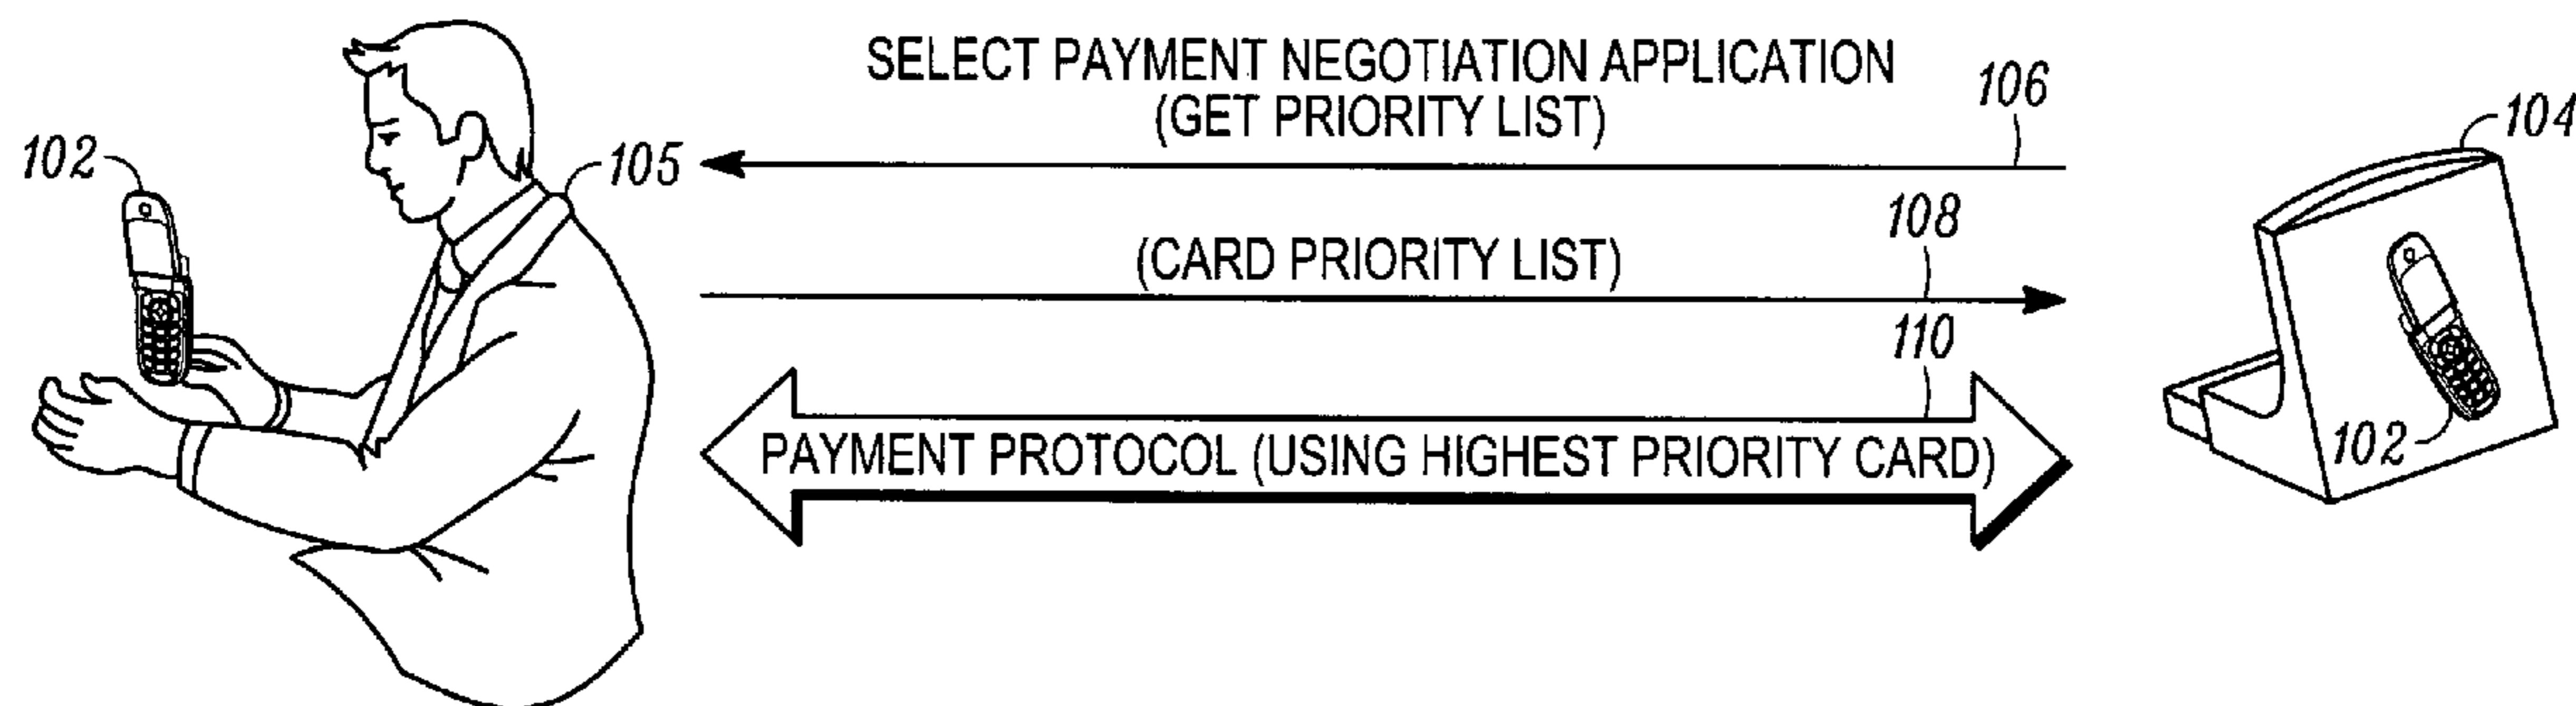 SELECT PAYMENT NEGOTIATION APPLICATION
(GET PRIORITY LIST)
106
104
102
105
108
(CARD PRIORITY LIST)
110
PAYMENT PROTOCOL (USING HIGHEST PRIORITY CARD)
102